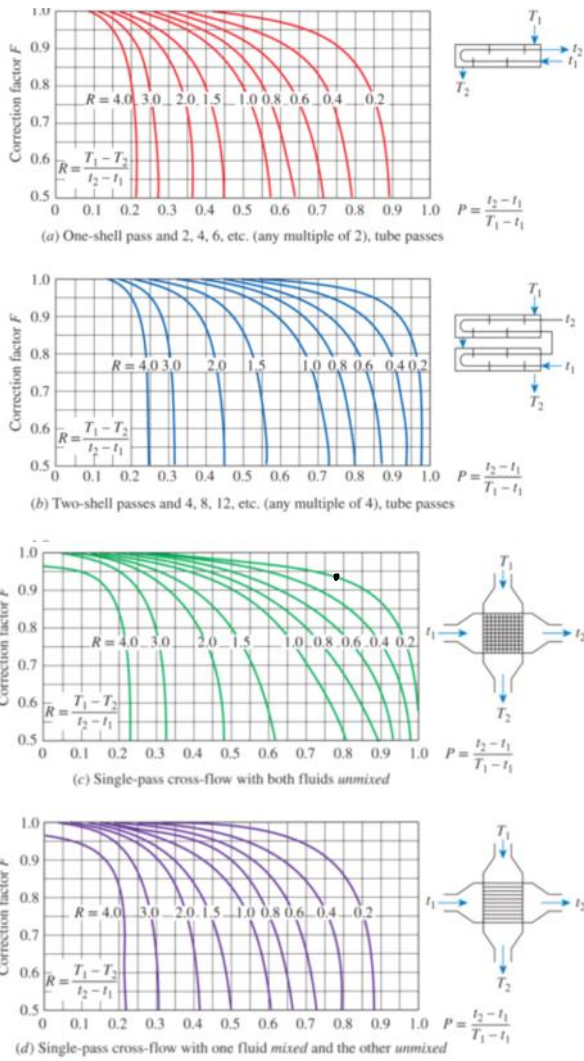 T₁
1.0
0.9
0.8
0.7
0.6
0.5
Correction factor F
R = 4.0 3.0 2.0 1.5 1.0 0.8 0.6 0.4 0.2
R = T₁ − T₂ / t₂ − t₁
0 0.1 0.2 0.3 0.4 0.5 0.6 0.7 0.8 0.9 1.0
t₂
t₁
T₂
P = t₂ − t₁ / T₁ − t₁
(a) One-shell pass and 2, 4, 6, etc. (any multiple of 2), tube passes
T₁
1.0
0.9
0.8
0.7
0.6
0.5
Correction factor F
R = 4.0 3.0 2.0 1.5 1.0 0.8 0.6 0.4 0.2
R = T₁ − T₂ / t₂ − t₁
0 0.1 0.2 0.3 0.4 0.5 0.6 0.7 0.8 0.9 1.0
t₂
t₁
T₂
P = t₂ − t₁ / T₁ − t₁
(b) Two-shell passes and 4, 8, 12, etc. (any multiple of 4), tube passes
T₁
1.0
0.9
0.8
0.7
0.6
0.5
Correction factor F
R = 4.0 3.0 2.0 1.5 1.0 0.8 0.6 0.4 0.2
R = T₁ − T₂ / t₂ − t₁
0 0.1 0.2 0.3 0.4 0.5 0.6 0.7 0.8 0.9 1.0
t₁
t₂
T₂
P = t₂ − t₁ / T₁ − t₁
(c) Single-pass cross-flow with both fluids unmixed
T₁
1.0
0.9
0.8
0.7
0.6
0.5
Correction factor F
R = 4.0 3.0 2.0 1.5 1.0 0.8 0.6 0.4 0.2
R = T₁ − T₂ / t₂ − t₁
0 0.1 0.2 0.3 0.4 0.5 0.6 0.7 0.8 0.9 1.0
t₁
t₂
T₂
P = t₂ − t₁ / T₁ − t₁
(d) Single-pass cross-flow with one fluid mixed and the other unmixed